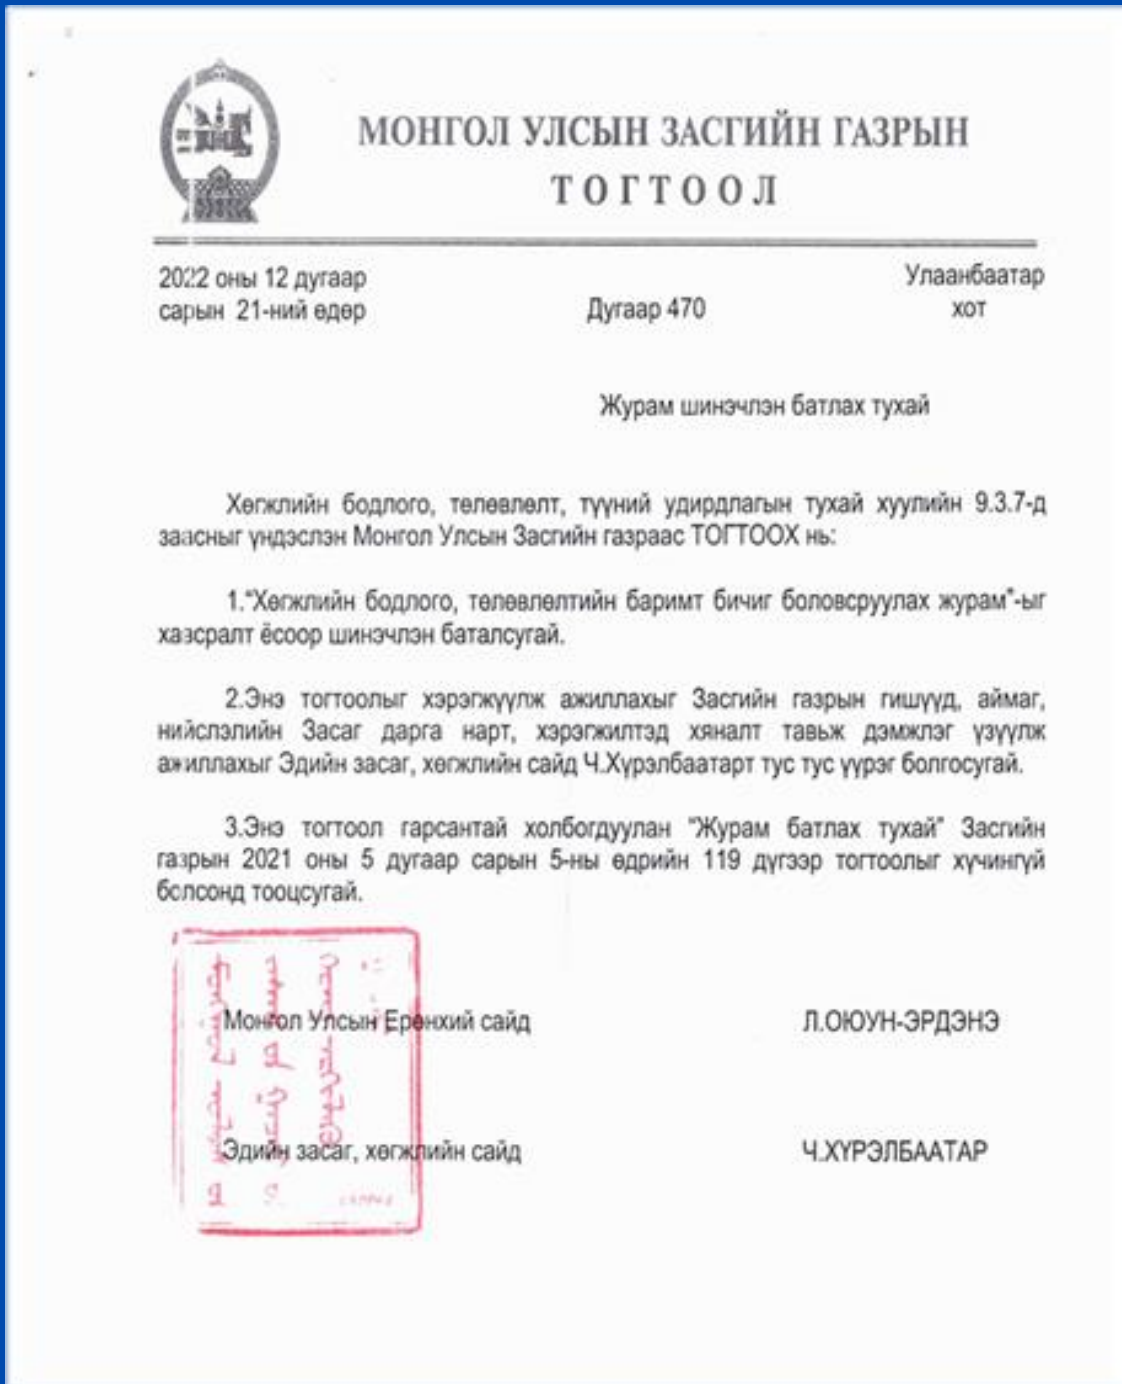 МОНГОЛ УЛСЫН ЗАСГИЙН ГАЗРЫН
ТОГТООЛ
2022 оны 12 дугаар
сарын 21-ний өдөр
Дугаар 470
Улаанбаатар
хот
Журам шинэчлэн батлах тухай
Хөгжлийн бодлого, төлөвлөлт, түүний удирдлагын тухай хуулийн 9.3.7-д
заасныг үндэслэн Монгол Улсын Засгийн газраас ТОГТООХ нь:
1."Хөгжлийн бодлого, төлөвлөлтийн баримт бичиг боловсруулах журам"-ыг
хавсралт ёсоор шинэчлэн баталсугай.
2.Энэ тогтоолыг хэрэгжүүлж ажиллахыг Засгийн газрын гишүүд, аймаг,
нийслэлийн Засаг дарга нарт, хэрэгжилтэд хяналт тавьж дэмжлэг үзүүлж
ажиллахыг Эдийн засаг, хөгжлийн сайд Ч.Хүрэлбаатарт тус тус үүрэг болгосугай.
3.Энэ тогтоол гарсантай холбогдуулан "Журам батлах тухай" Засгийн
газрын 2021 оны 5 дугаар сарын 5-ны өдрийн 119 дүгээр тогтоолыг хүчингүй
болсонд тооцсугай.
Монгол Улсын Ерөнхий сайд
Л.ОЮУН-ЭРДЭНЭ
Эдийн засаг, хөгжлийн сайд
Ч.ХҮРЭЛБААТАР